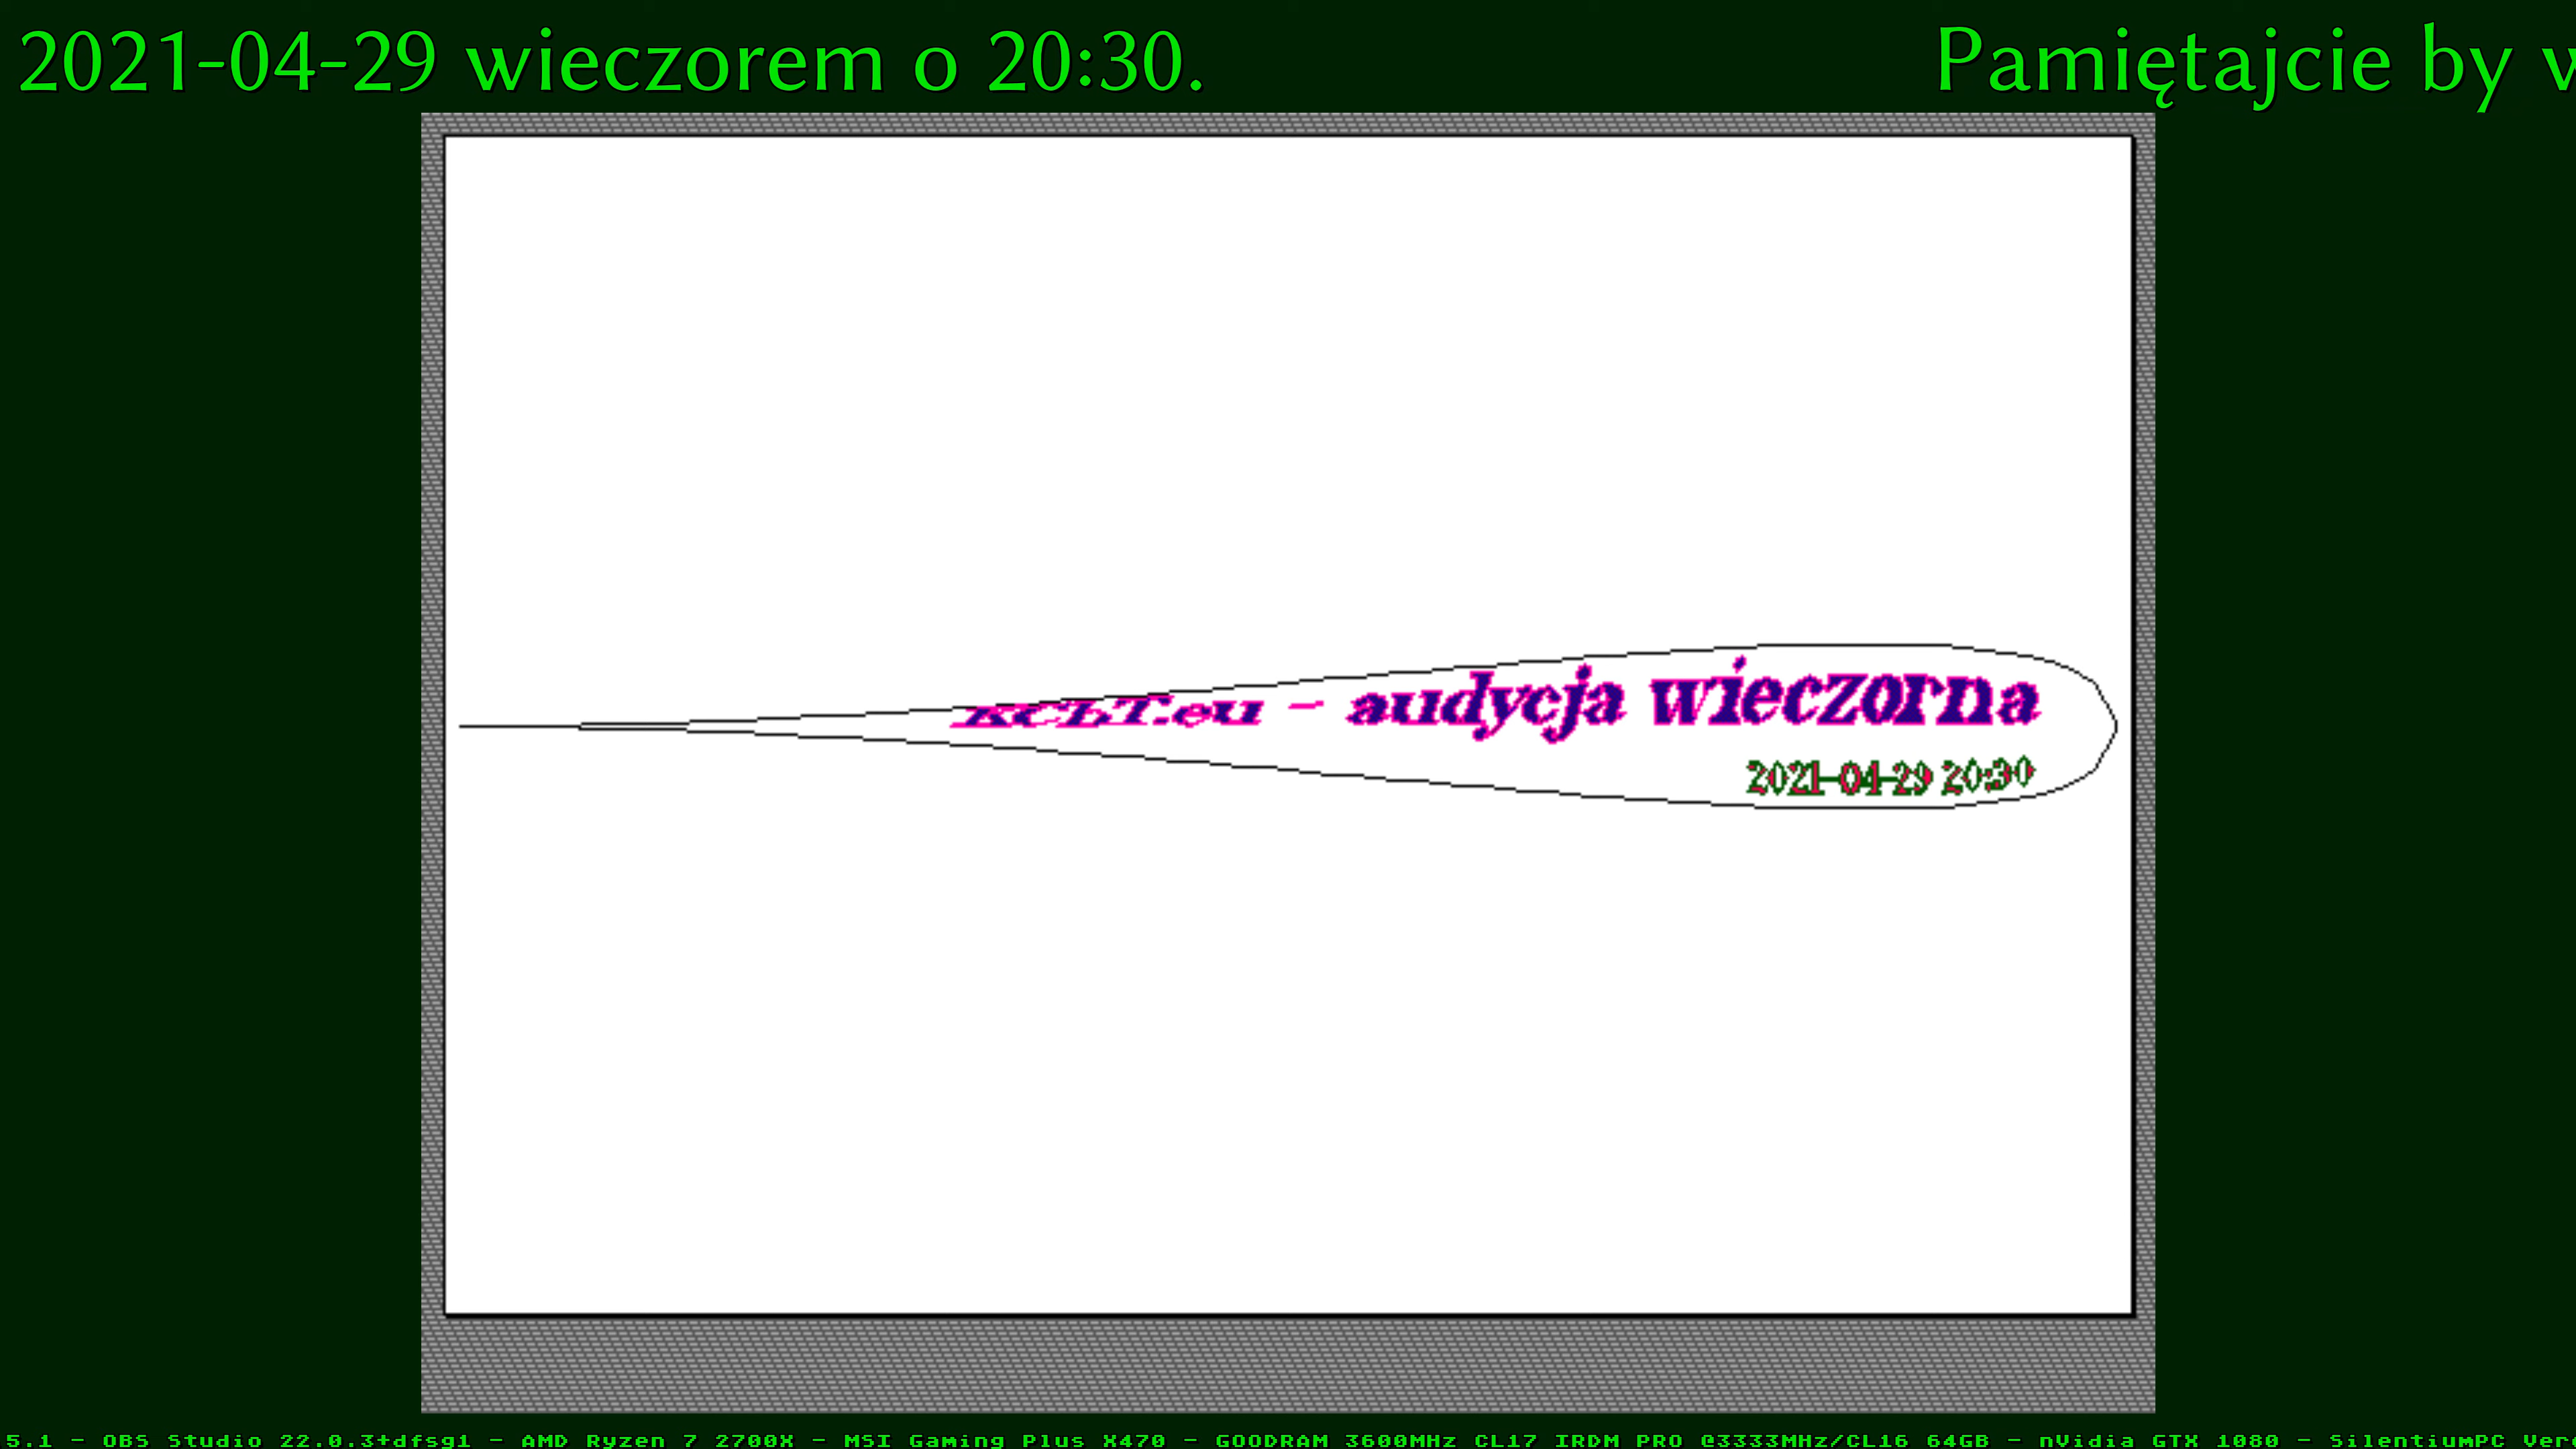 2021-04-29 wieczorem o 20:30. Pamiętajcie by
KCLT.eu - audycja wieczorna
2021-04-29 20:30
5.1 - OBS Studio 22.0.3+dfsg1 - AMD Ryzen 7 2700X - MSI Gaming Plus X470 - GOODRAM 3600MHz CL17 IRDM PRO @3333MHz/CL16 64GB - nVidia GTX 1080 - SilentiumPC Ver